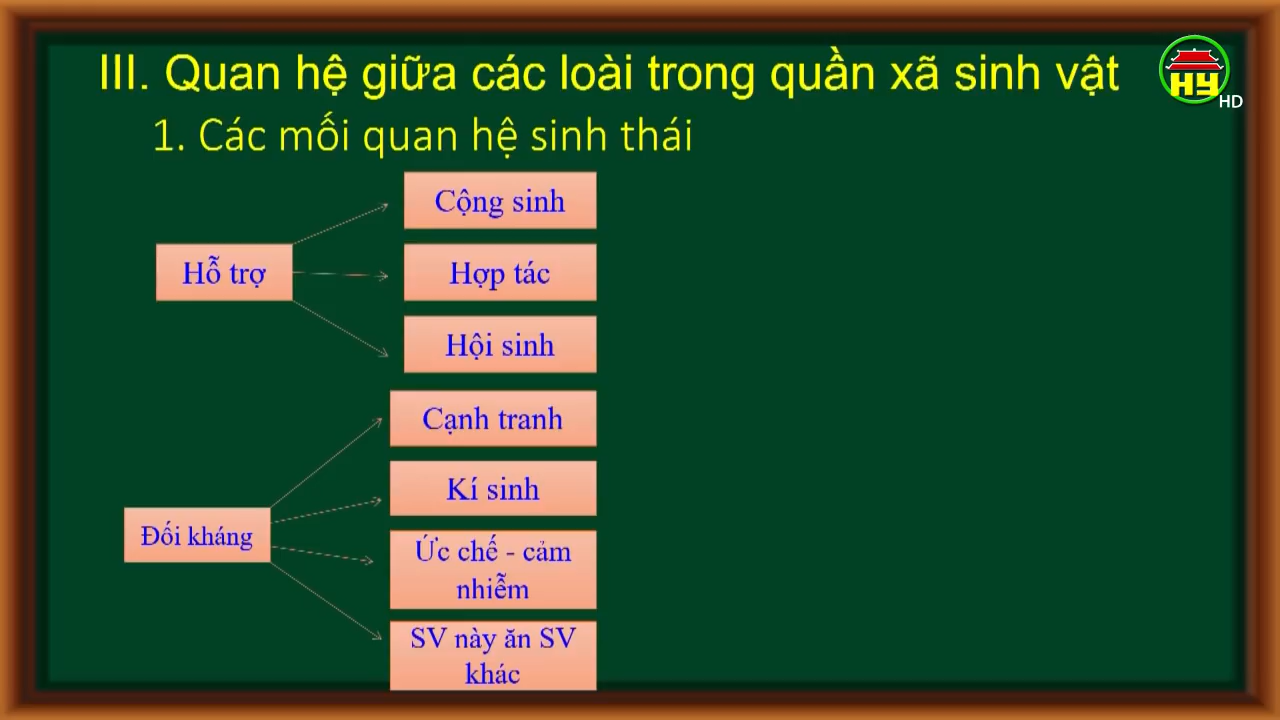 III. Quan hệ giữa các loài trong quần xã sinh vật
HY
HD
1. Các mối quan hệ sinh thái
Cộng sinh
Hỗ trợ
Hợp tác
Hội sinh
Cạnh tranh
Kí sinh
Đối kháng
Ức chế - cảm
nhiễm
SV này ăn SV
khác